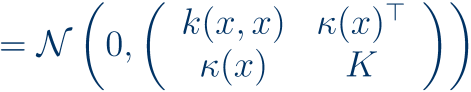 = 𝒩 ( 0, ( k(x, x) κ(x)^⊤
κ(x) K ) )